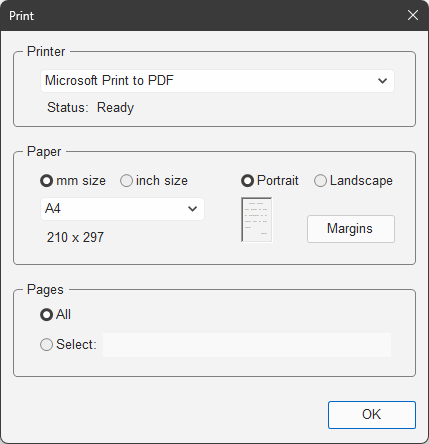 Print
Printer
Microsoft Print to PDF
Status: Ready
Paper
mm size inch size Portrait Landscape
A4
210 x 297
Margins
Pages
All
Select:
OK